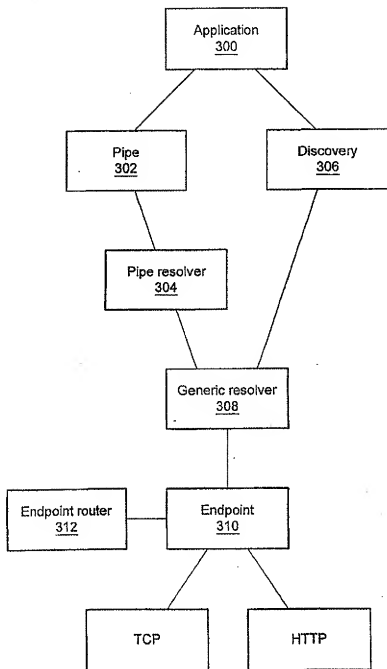 Application
300
Pipe
302
Discovery
306
Pipe resolver
304
Generic resolver
308
Endpoint router
312
Endpoint
310
TCP
HTTP